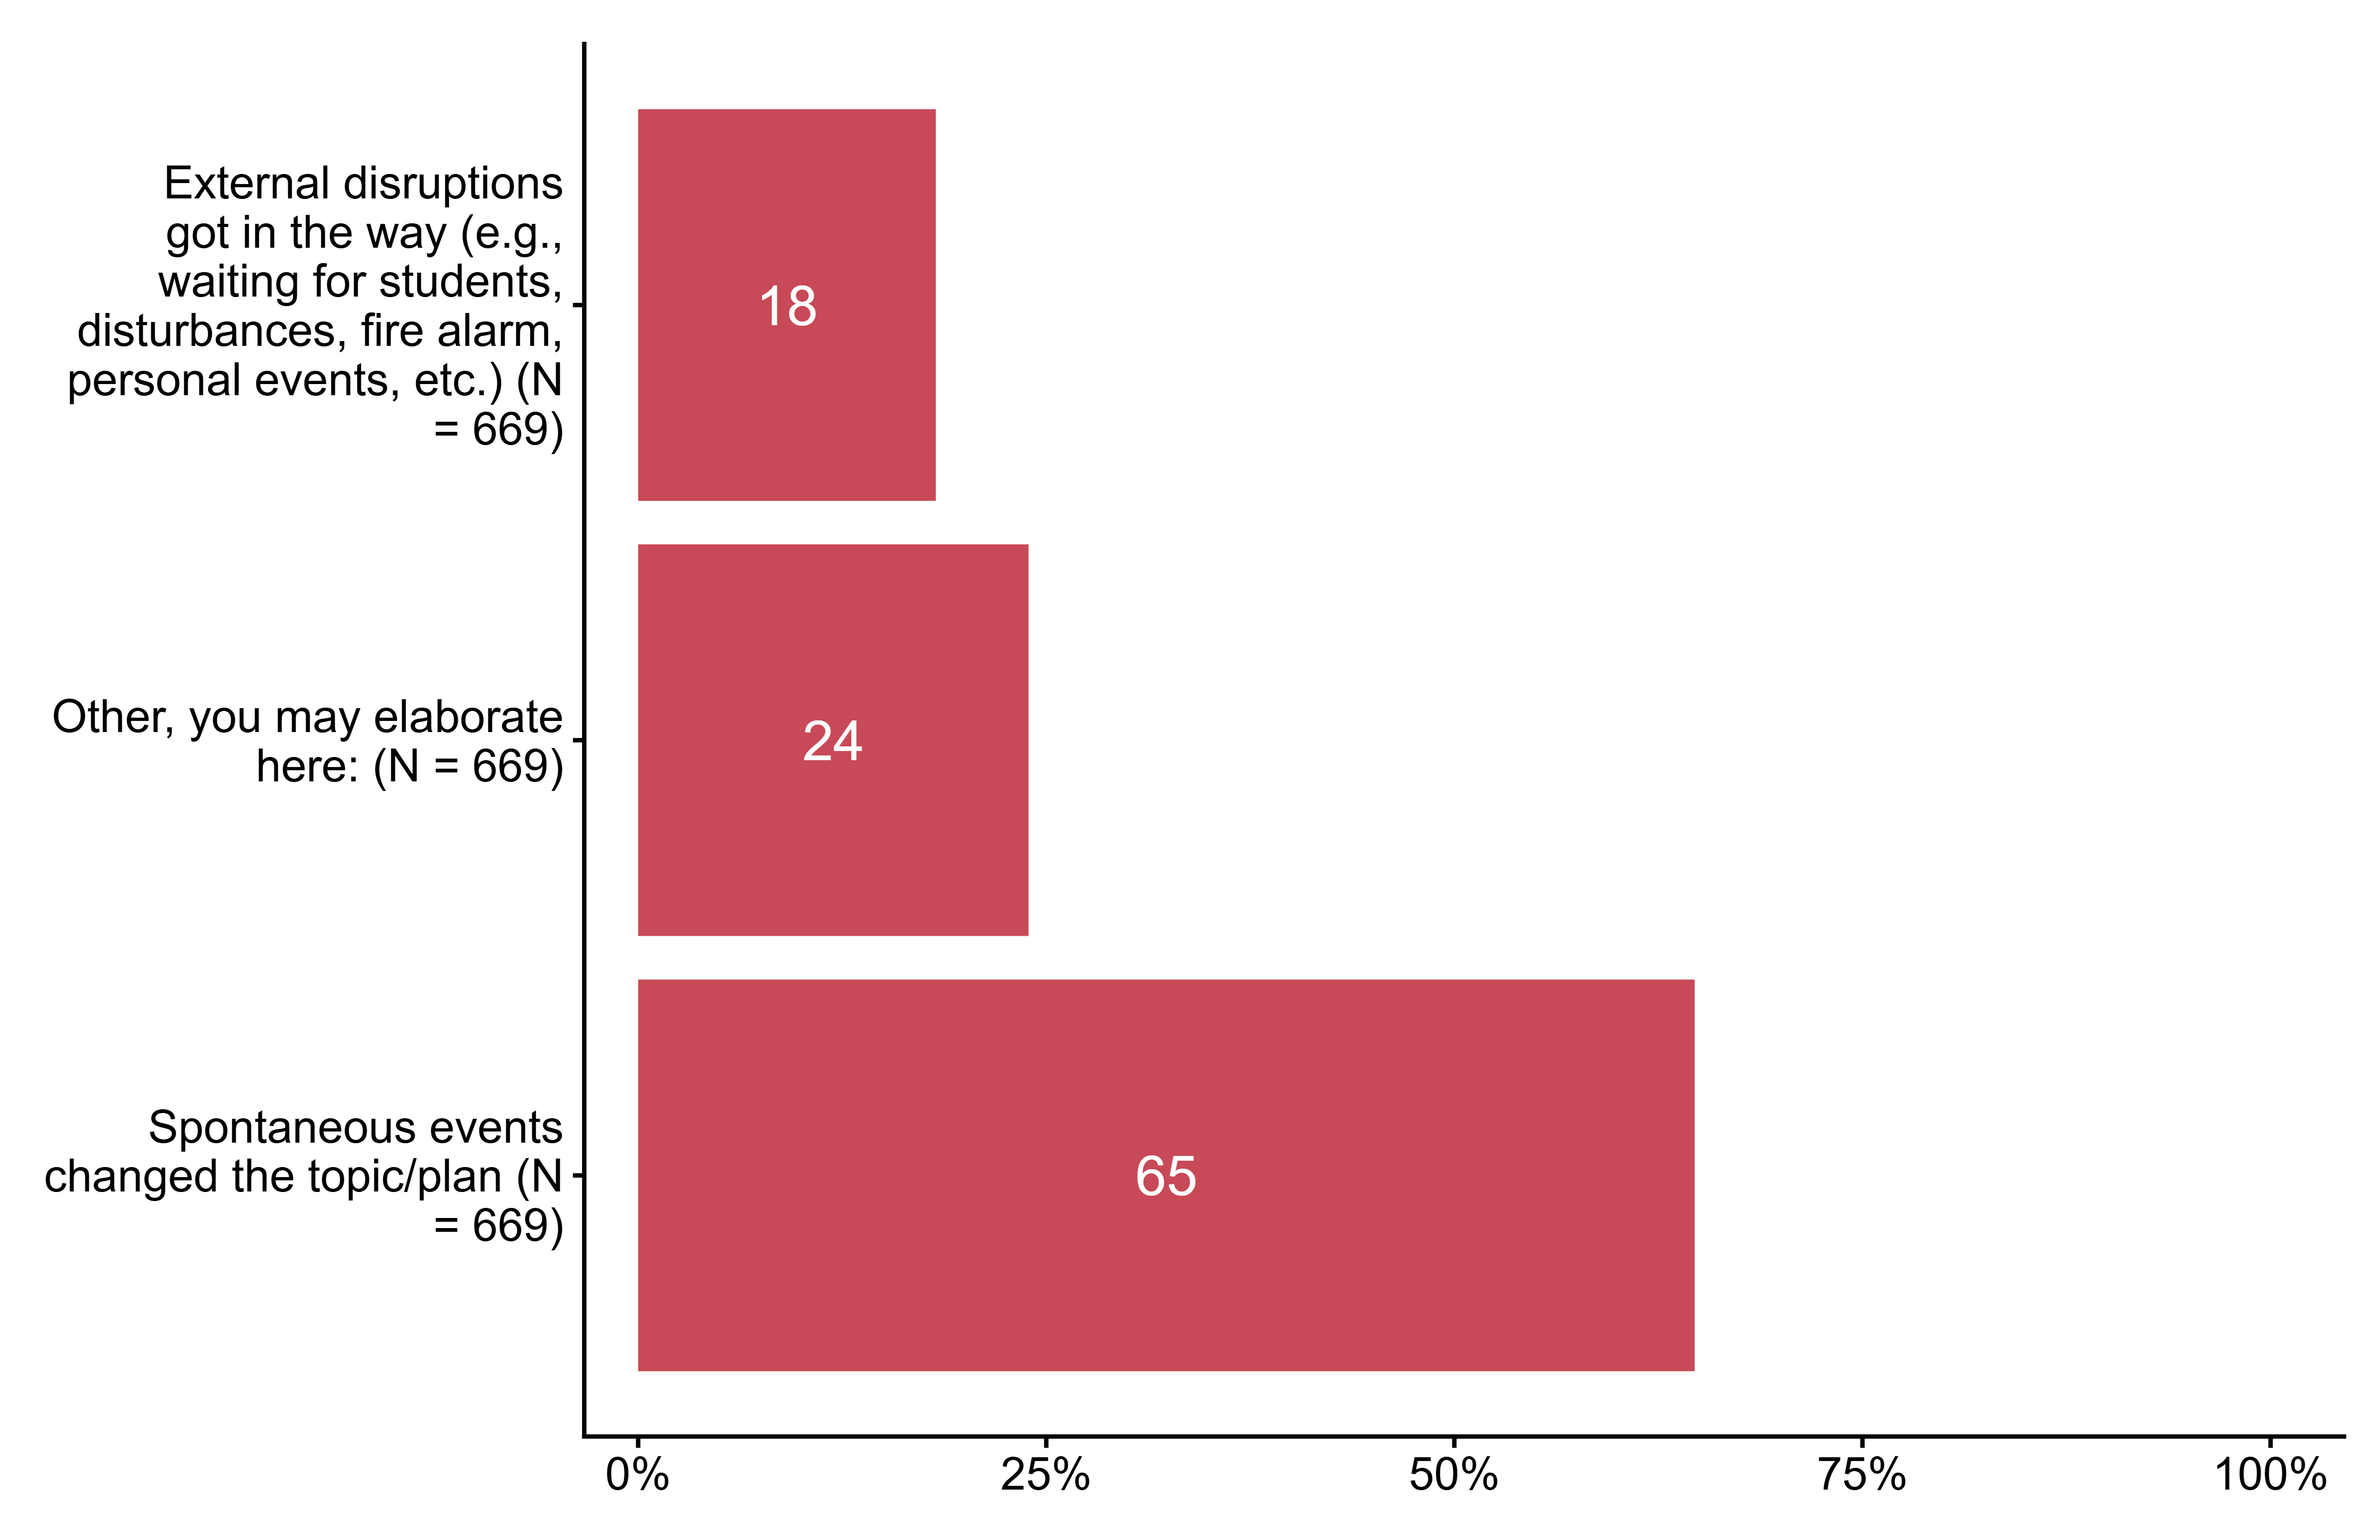 External disruptions
got in the way (e.g.,
waiting for students,
disturbances, fire alarm,
personal events, etc.) (N
= 669)
18
Other, you may elaborate
here: (N = 669)
24
Spontaneous events
changed the topic/plan (N
= 669)
65
0% 25% 50% 75% 100%